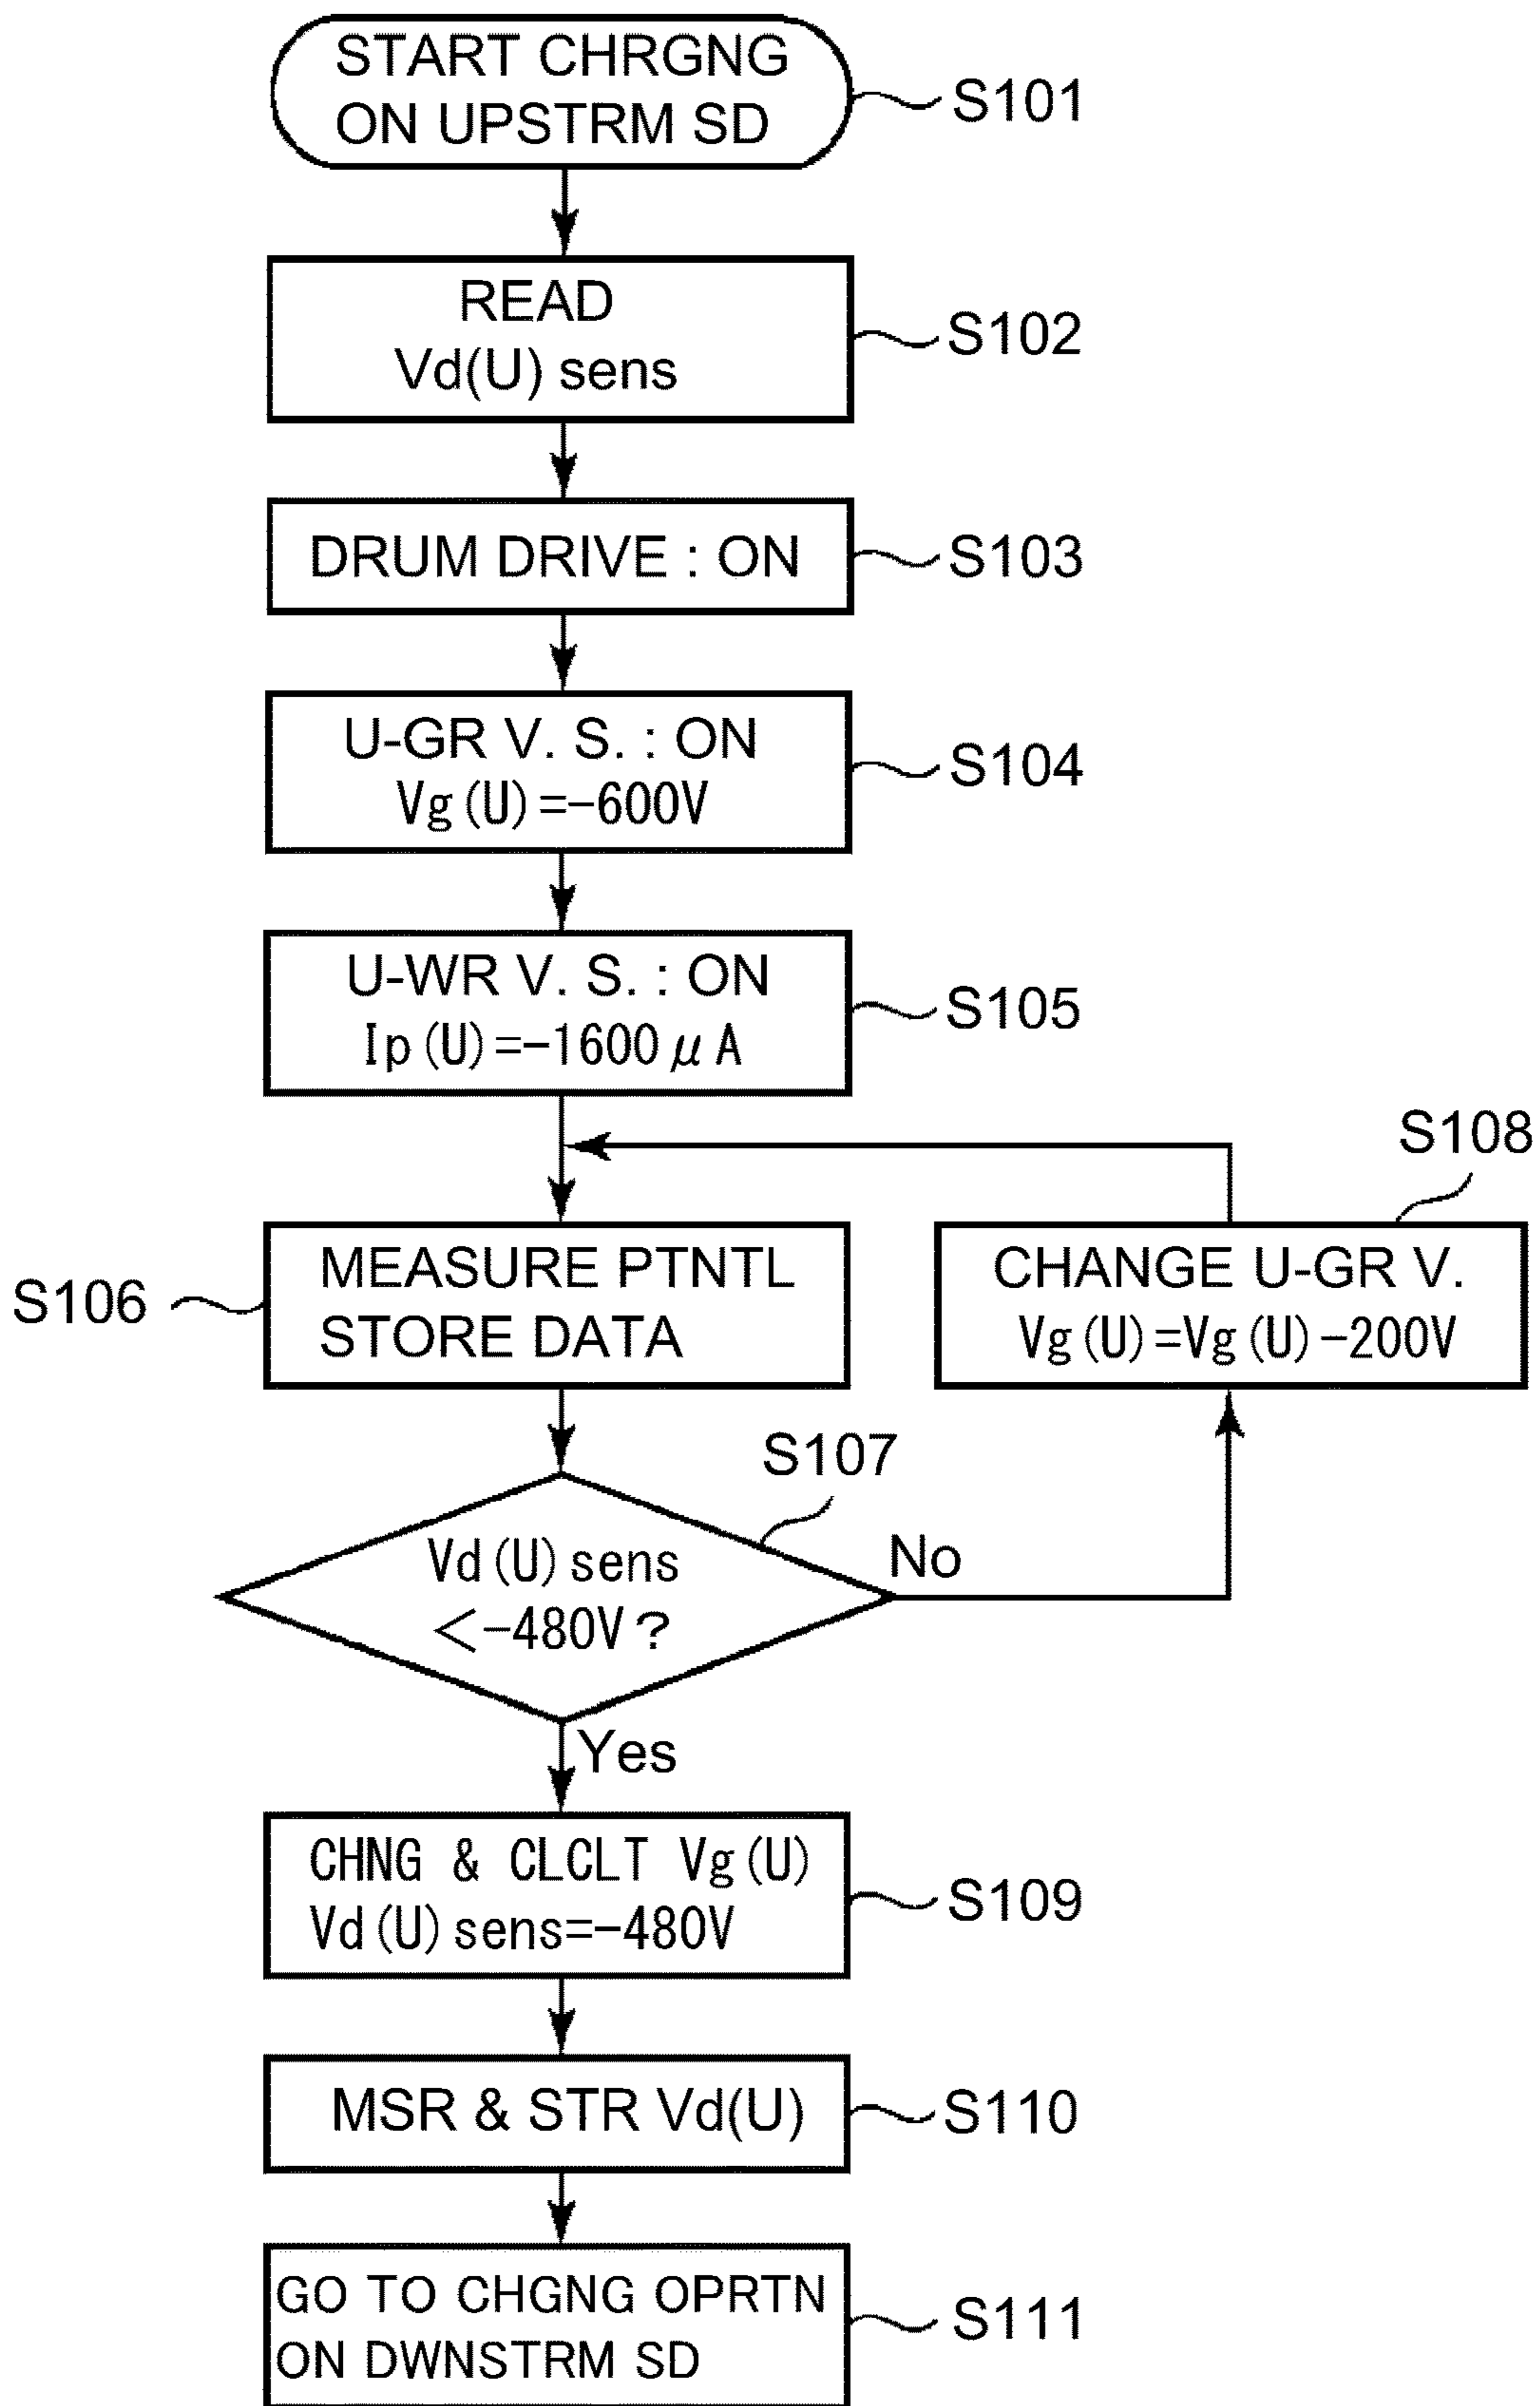 START CHRGNG
ON UPSTRM SD
S101
READ
Vd(U) sens
S102
DRUM DRIVE : ON
S103
U-GR V. S. : ON
Vg(U)=-600V
S104
U-WR V. S. : ON
Ip(U)=-1600μA
S105
S108
MEASURE PTNTL
STORE DATA
S106
CHANGE U-GR V.
Vg(U)=Vg(U)-200V
S107
Vd(U)sens
<-480V?
No
Yes
CHNG & CLCLT Vg(U)
Vd(U)sens=-480V
S109
MSR & STR Vd(U)
S110
GO TO CHGNG OPRTN
ON DWNSTRM SD
S111